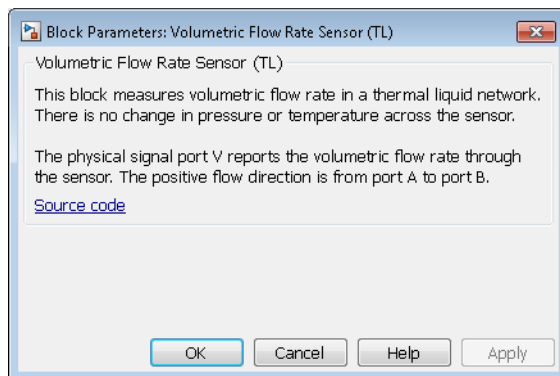 Block Parameters: Volumetric Flow Rate Sensor (TL)
Volumetric Flow Rate Sensor (TL)
This block measures volumetric flow rate in a thermal liquid network.
There is no change in pressure or temperature across the sensor.
The physical signal port V reports the volumetric flow rate through
the sensor. The positive flow direction is from port A to port B.
Source code
OK Cancel Help Apply